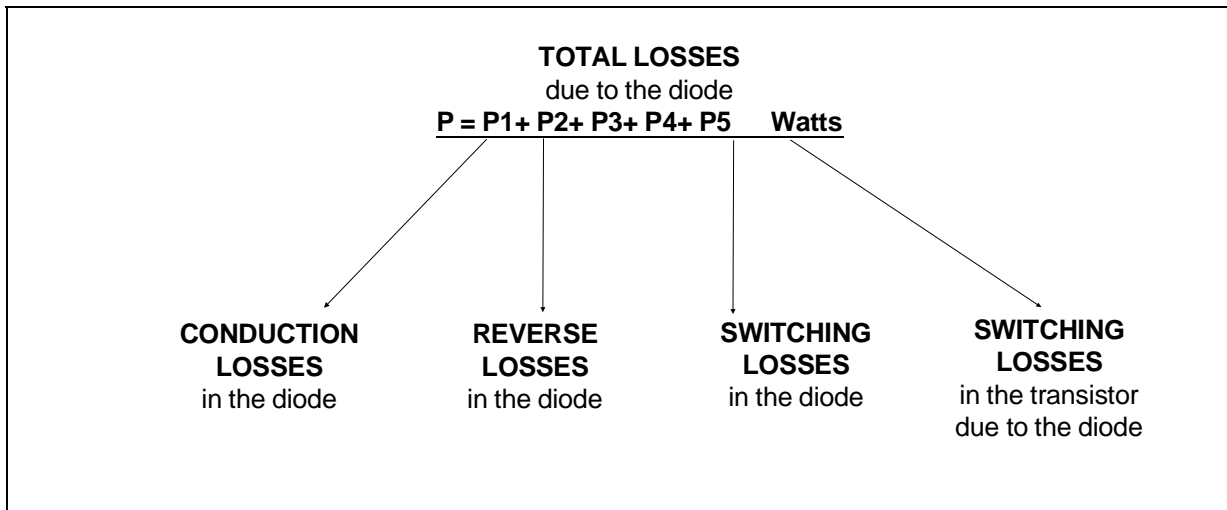 TOTAL LOSSES
due to the diode
P = P1+ P2+ P3+ P4+ P5 Watts
CONDUCTION
LOSSES
in the diode
REVERSE
LOSSES
in the diode
SWITCHING
LOSSES
in the diode
SWITCHING
LOSSES
in the transistor
due to the diode